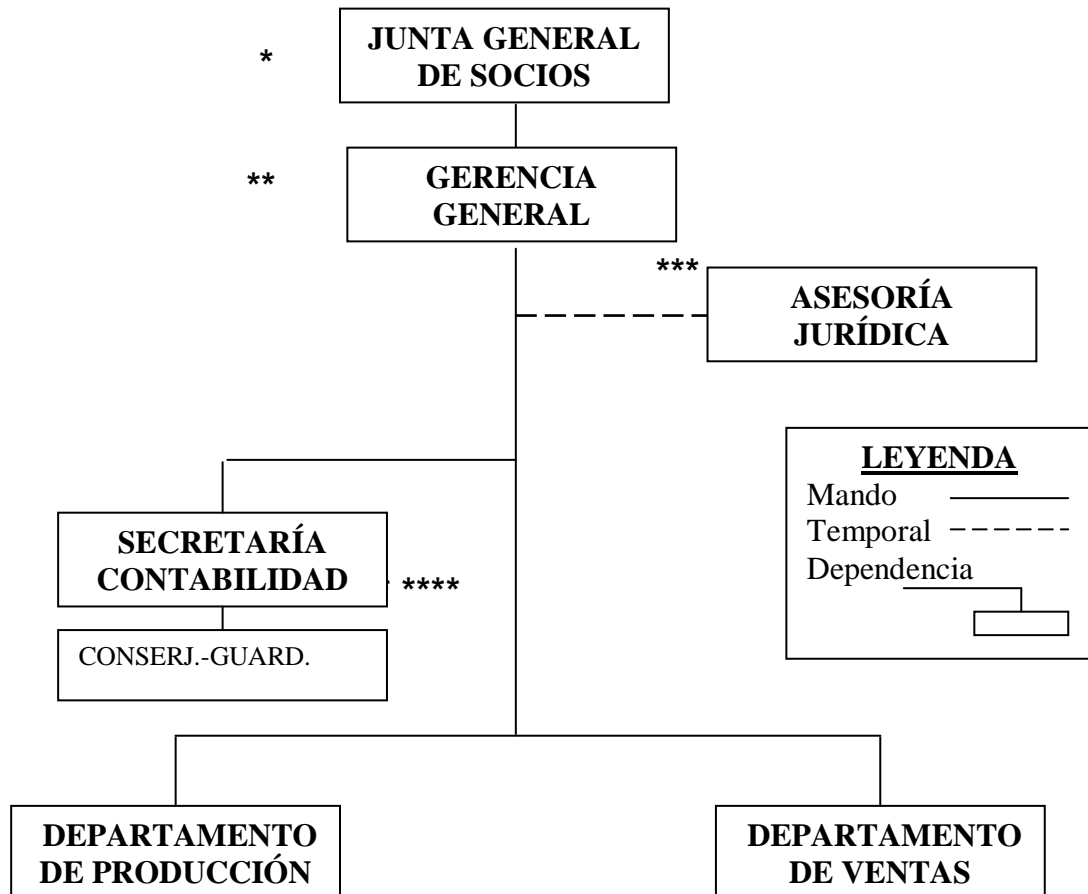 *
JUNTA GENERAL
DE SOCIOS
**
GERENCIA
GENERAL
***
ASESORÍA
JURÍDICA
LEYENDA
Mando
Temporal
Dependencia
SECRETARÍA
CONTABILIDAD
****
CONSERJ.-GUARD.
DEPARTAMENTO
DE PRODUCCIÓN
DEPARTAMENTO
DE VENTAS